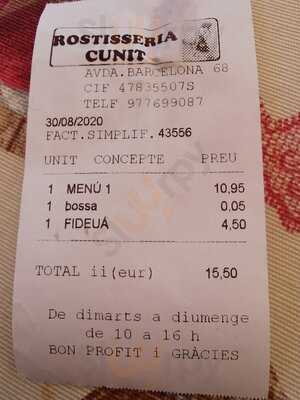 ROSTISSERIA
CUNIT
AVDA.BARCELONA 68
CIF 47835507S
TELF 977699087
30/08/2020
FACT.SIMPLIF. 43556
UNIT CONCEPTE PREU
1 MENÚ 1 10,95
1 bossa 0,05
1 FIDEUÁ 4,50
TOTAL ii(eur) 15,50
De dimarts a diumenge
de 10 a 16 h
BON PROFIT i GRÀCIES